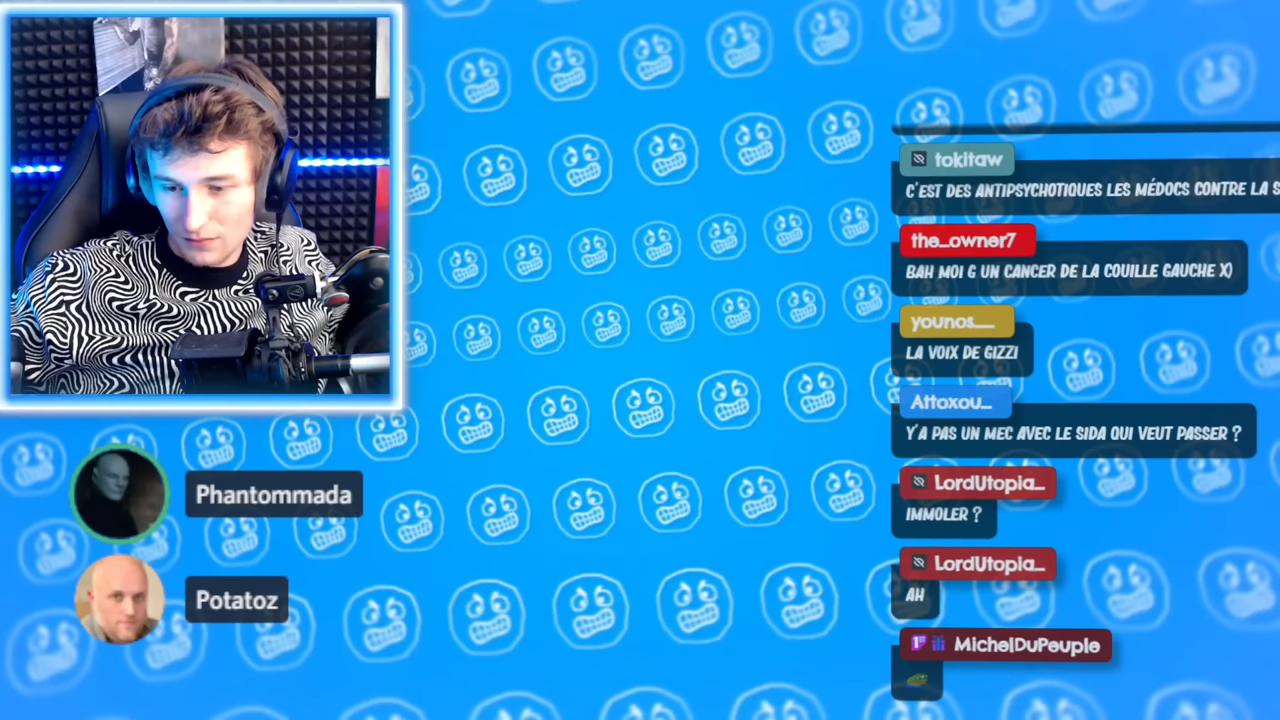 tokitaw
C'EST DES ANTIPSYCHOTIQUES LES MÉDOCS CONTRE LA S
the_owner7
BAH MOI G UN CANCER DE LA COUILLE GAUCHE X)
younos__
LA VOIX DE GIZZI
Attoxou_
Y'A PAS UN MEC AVEC LE SIDA QUI VEUT PASSER ?
LordUtopia_
IMMOLER ?
LordUtopia_
AH
MichelDuPeuple
Phantommada
Potatoz